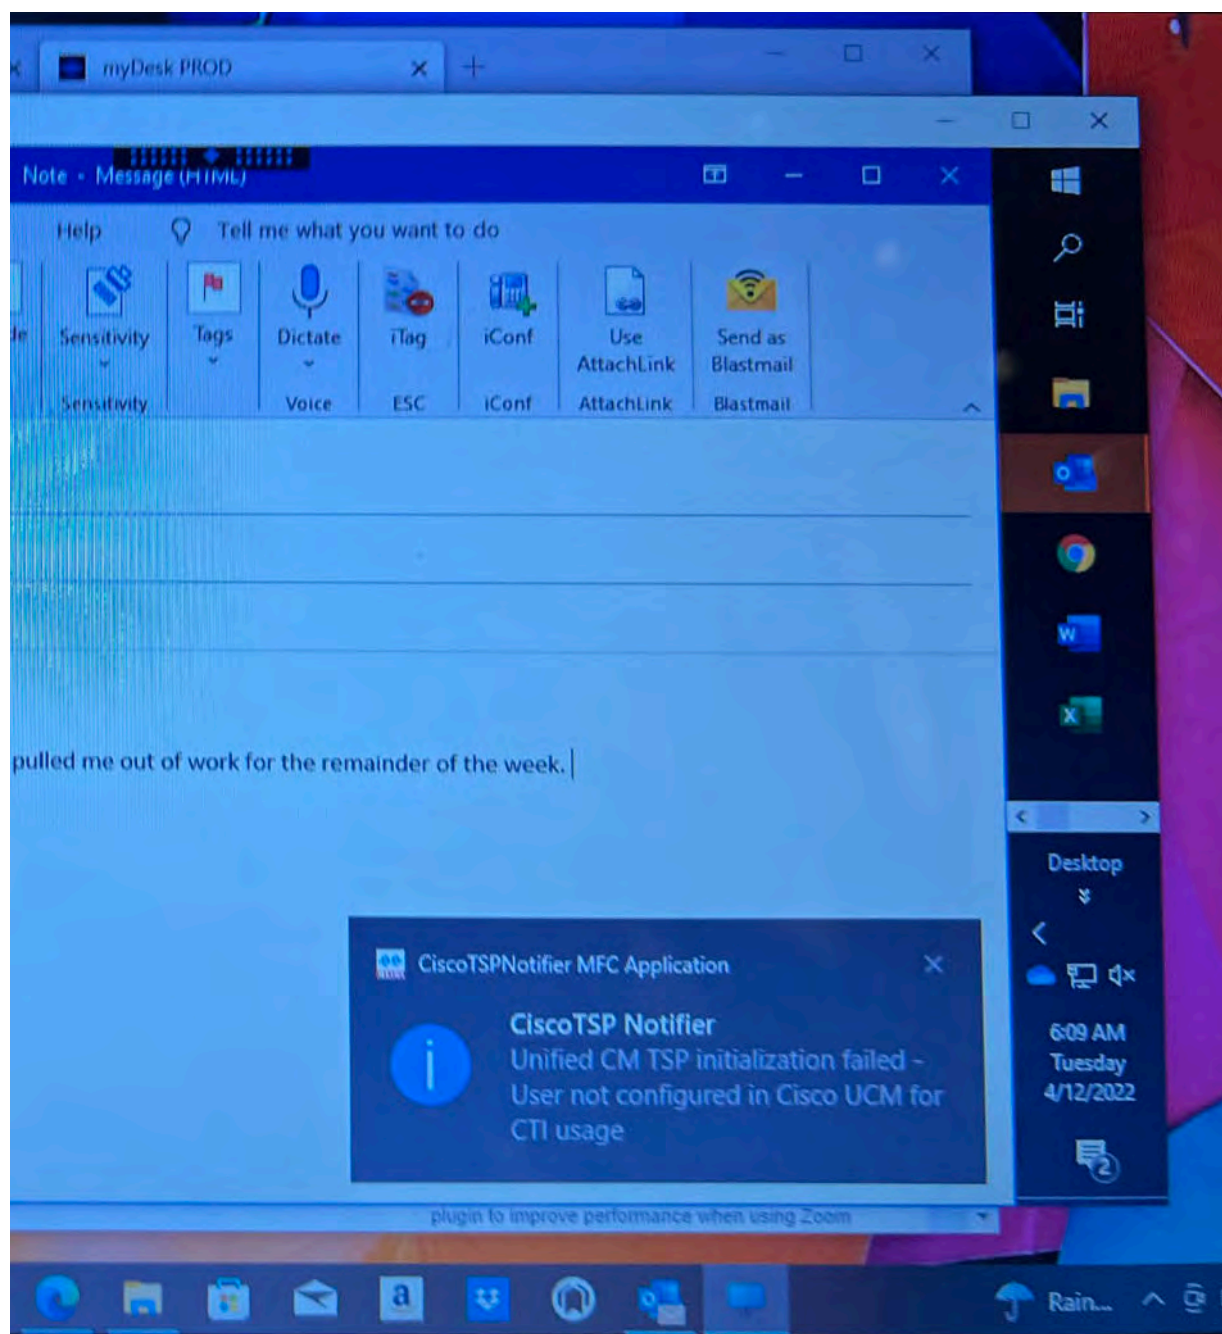 myDesk PROD
Note - Message (HTML)
Help Tell me what you want to do
Sensitivity Tags Dictate iTag iConf Use AttachLink Send as Blastmail
Sensitivity Voice ESC iConf AttachLink Blastmail
pulled me out of work for the remainder of the week.
Desktop
CiscoTSPNotifier MFC Application
CiscoTSP Notifier
Unified CM TSP initialization failed -
User not configured in Cisco UCM for
CTI usage
6:09 AM
Tuesday
4/12/2022
2
plugin to improve performance when using Zoom
Rain...